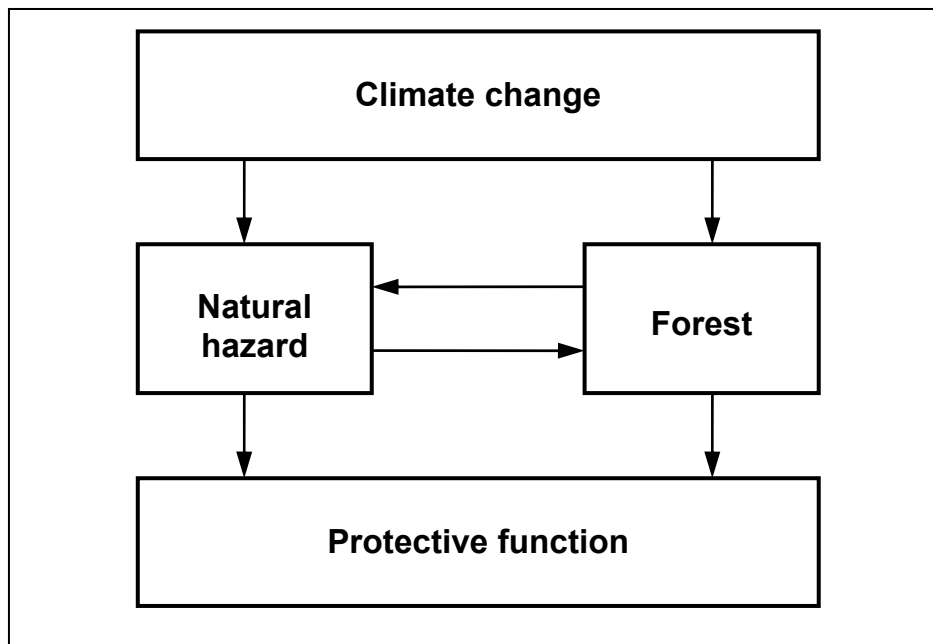 Climate change
Natural
hazard
Forest
Protective function